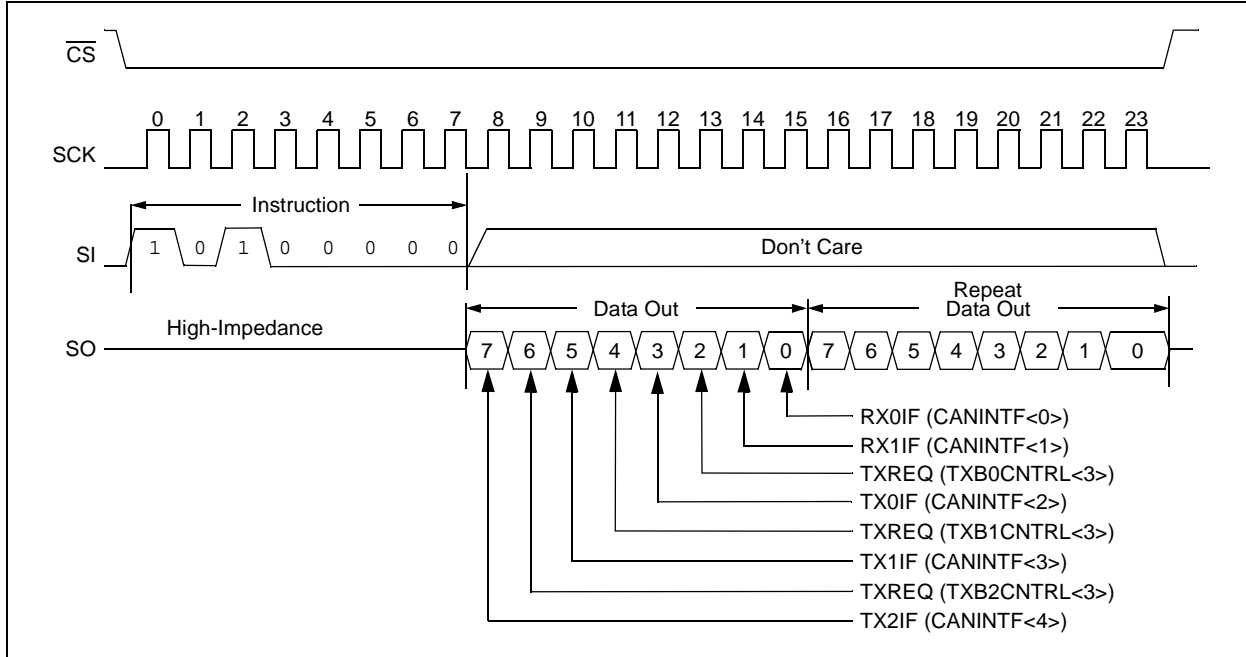 CS
0 1 2 3 4 5 6 7 8 9 10 11 12 13 14 15 16 17 18 19 20 21 22 23
SCK
Instruction
SI
1 0 1 0 0 0 0 0
Don't Care
Repeat
Data Out
Data Out
High-Impedance
SO
7 6 5 4 3 2 1 0 7 6 5 4 3 2 1 0
RX0IF (CANINTF<0>)
RX1IF (CANINTF<1>)
TXREQ (TXB0CNTRL<3>)
TX0IF (CANINTF<2>)
TXREQ (TXB1CNTRL<3>)
TX1IF (CANINTF<3>)
TXREQ (TXB2CNTRL<3>)
TX2IF (CANINTF<4>)